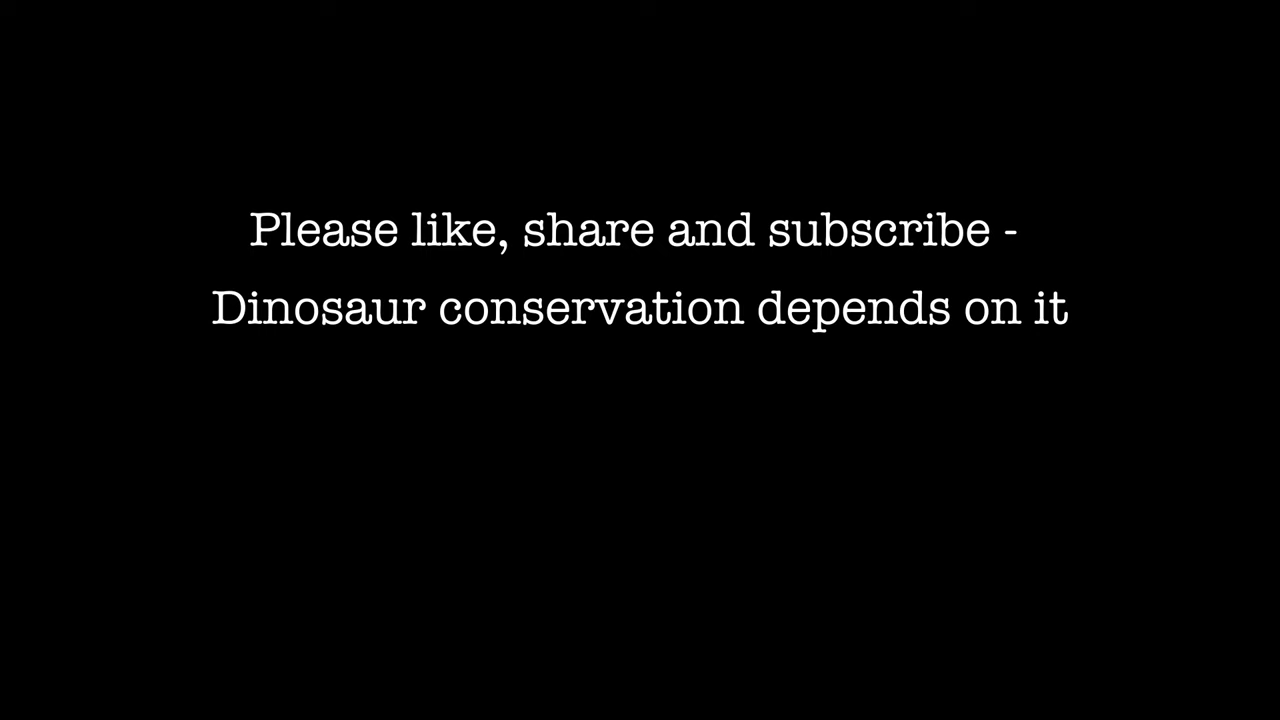 Please like, share and subscribe -
Dinosaur conservation depends on it